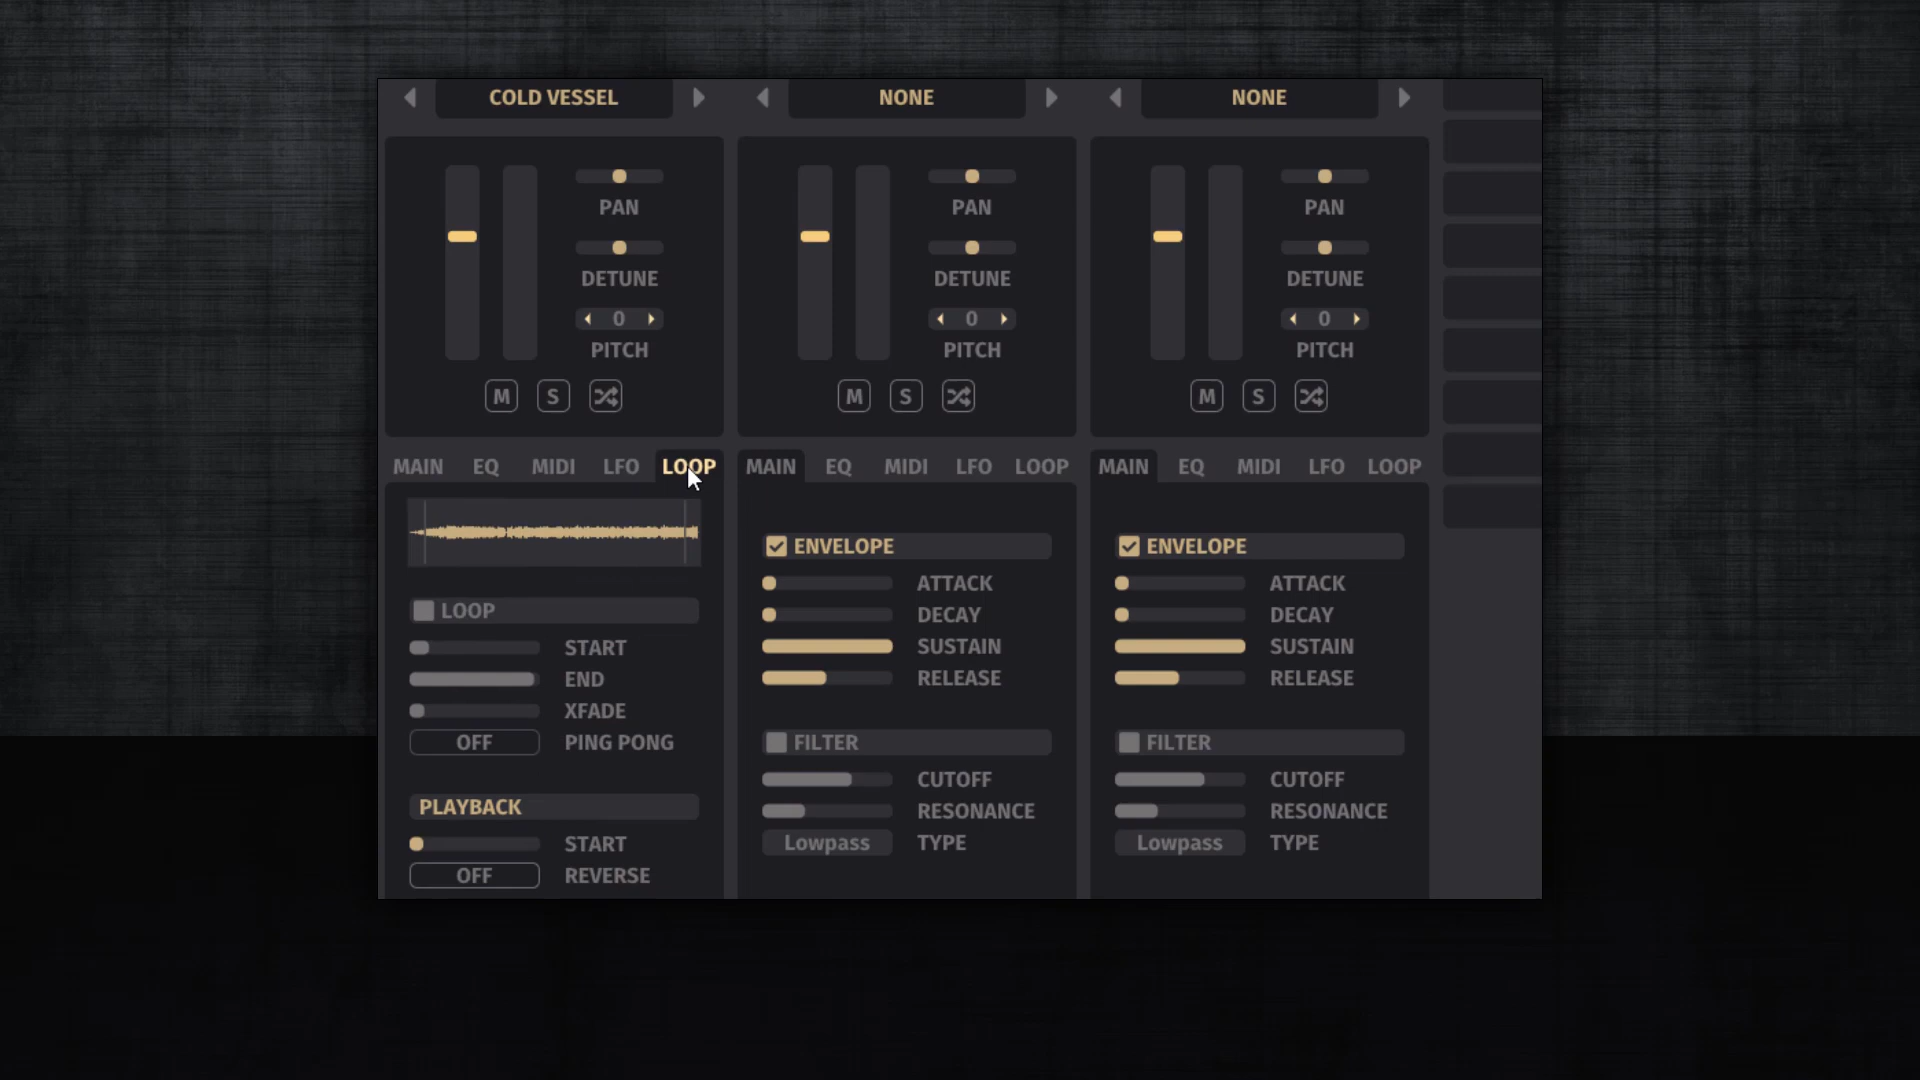 COLD VESSEL NONE NONE
PAN PAN PAN
DETUNE DETUNE DETUNE
0 0 0
PITCH PITCH PITCH
M S M S M S
MAIN EQ MIDI LFO LOOP MAIN EQ MIDI LFO LOOP MAIN EQ MIDI LFO LOOP
LOOP
START
END
XFADE
OFF PING PONG
PLAYBACK
START
OFF REVERSE
ENVELOPE
ATTACK
DECAY
SUSTAIN
RELEASE
FILTER
CUTOFF
RESONANCE
Lowpass TYPE
ENVELOPE
ATTACK
DECAY
SUSTAIN
RELEASE
FILTER
CUTOFF
RESONANCE
Lowpass TYPE